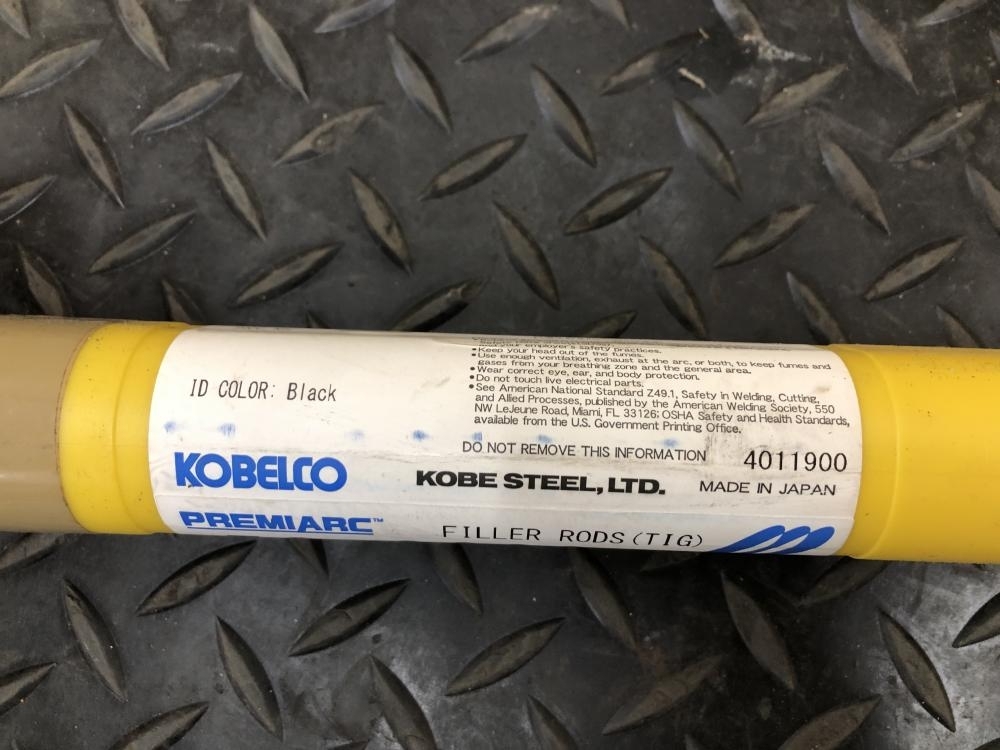 ID COLOR: Black
your employer's safety practices.
• Keep your head out of the fumes.
• Use enough ventilation, exhaust at the arc, or both, to keep fumes and
gases from your breathing zone and the general area.
• Wear correct eye, ear, and body protection.
• Do not touch live electrical parts.
• See American National Standard Z49.1, Safety in Welding, Cutting,
and Allied Processes, published by the American Welding Society, 550
NW LeJeune Road, Miami, FL 33126; OSHA Safety and Health Standards,
available from the U.S. Government Printing Office.
DO NOT REMOVE THIS INFORMATION
4011900
KOBELCO
KOBE STEEL, LTD.
MADE IN JAPAN
PREMIARC™
FILLER RODS (TIG)